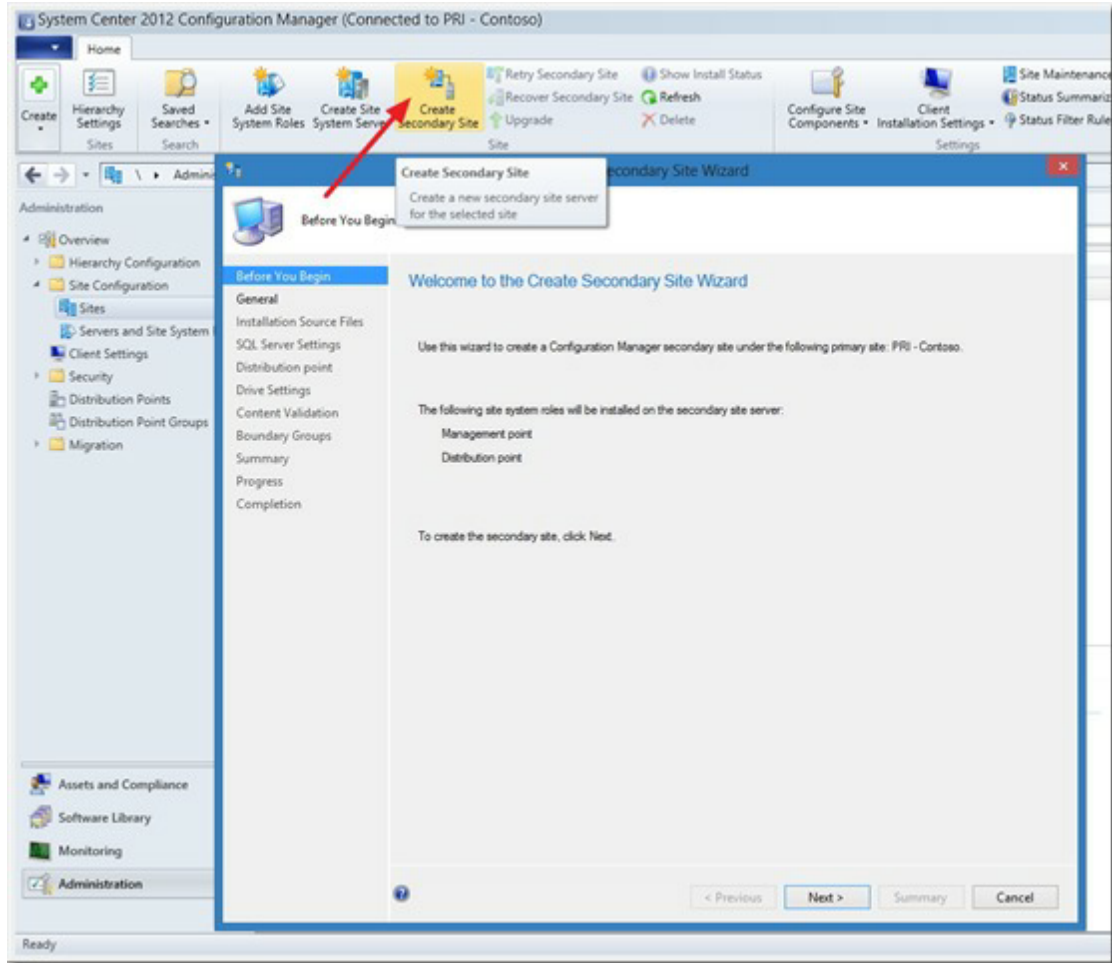 System Center 2012 Configuration Manager (Connected to PRI - Contoso)
Home
Create
Hierarchy Settings
Saved Searches
Add Site System Roles
Create Site System Server
Create Secondary Site
Retry Secondary Site
Recover Secondary Site
Upgrade
Show Install Status
Refresh
Delete
Configure Site Components
Client Installation Settings
Site Maintenance
Status Summariz
Status Filter Rule
Sites
Search
Site
Settings
\ Adminis
Secondary Site Wizard
Create Secondary Site
Create a new secondary site server
for the selected site
Before You Begin
Administration
Overview
Hierarchy Configuration
Site Configuration
Sites
Servers and Site System
Client Settings
Security
Distribution Points
Distribution Point Groups
Migration
Before You Begin
General
Installation Source Files
SQL Server Settings
Distribution point
Drive Settings
Content Validation
Boundary Groups
Summary
Progress
Completion
Welcome to the Create Secondary Site Wizard
Use this wizard to create a Configuration Manager secondary site under the following primary site: PRI - Contoso.
The following site system roles will be installed on the secondary site server:
Management point
Distribution point
To create the secondary site, click Next.
Assets and Compliance
Software Library
Monitoring
Administration
< Previous
Next >
Summary
Cancel
Ready